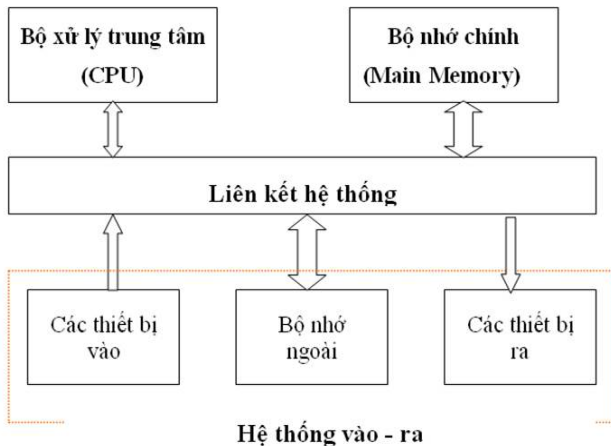 Bộ xử lý trung tâm
(CPU)
Bộ nhớ chính
(Main Memory)
Liên kết hệ thống
Các thiết bị
vào
Bộ nhớ
ngoài
Các thiết bị
ra
Hệ thống vào - ra